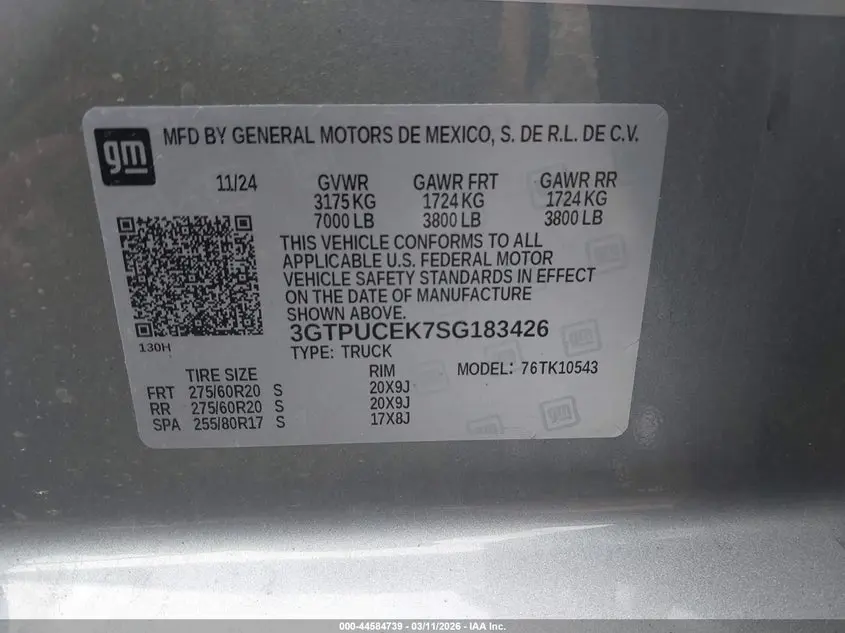 gm
MFD BY GENERAL MOTORS DE MEXICO, S. DE R.L. DE C.V.
11/24 GVWR GAWR FRT GAWR RR
3175 KG 1724 KG 1724 KG
7000 LB 3800 LB 3800 LB
THIS VEHICLE CONFORMS TO ALL
APPLICABLE U.S. FEDERAL MOTOR
VEHICLE SAFETY STANDARDS IN EFFECT
ON THE DATE OF MANUFACTURE
SHOWN ABOVE.
3GTPUCEK7SG183426
130H
TYPE: TRUCK
TIRE SIZE RIM MODEL: 76TK10543
FRT 275/60R20 S 20X9J
RR 275/60R20 S 20X9J
SPA 255/80R17 S 17X8J
000-44584739 - 03/11/2026 - IAA Inc.